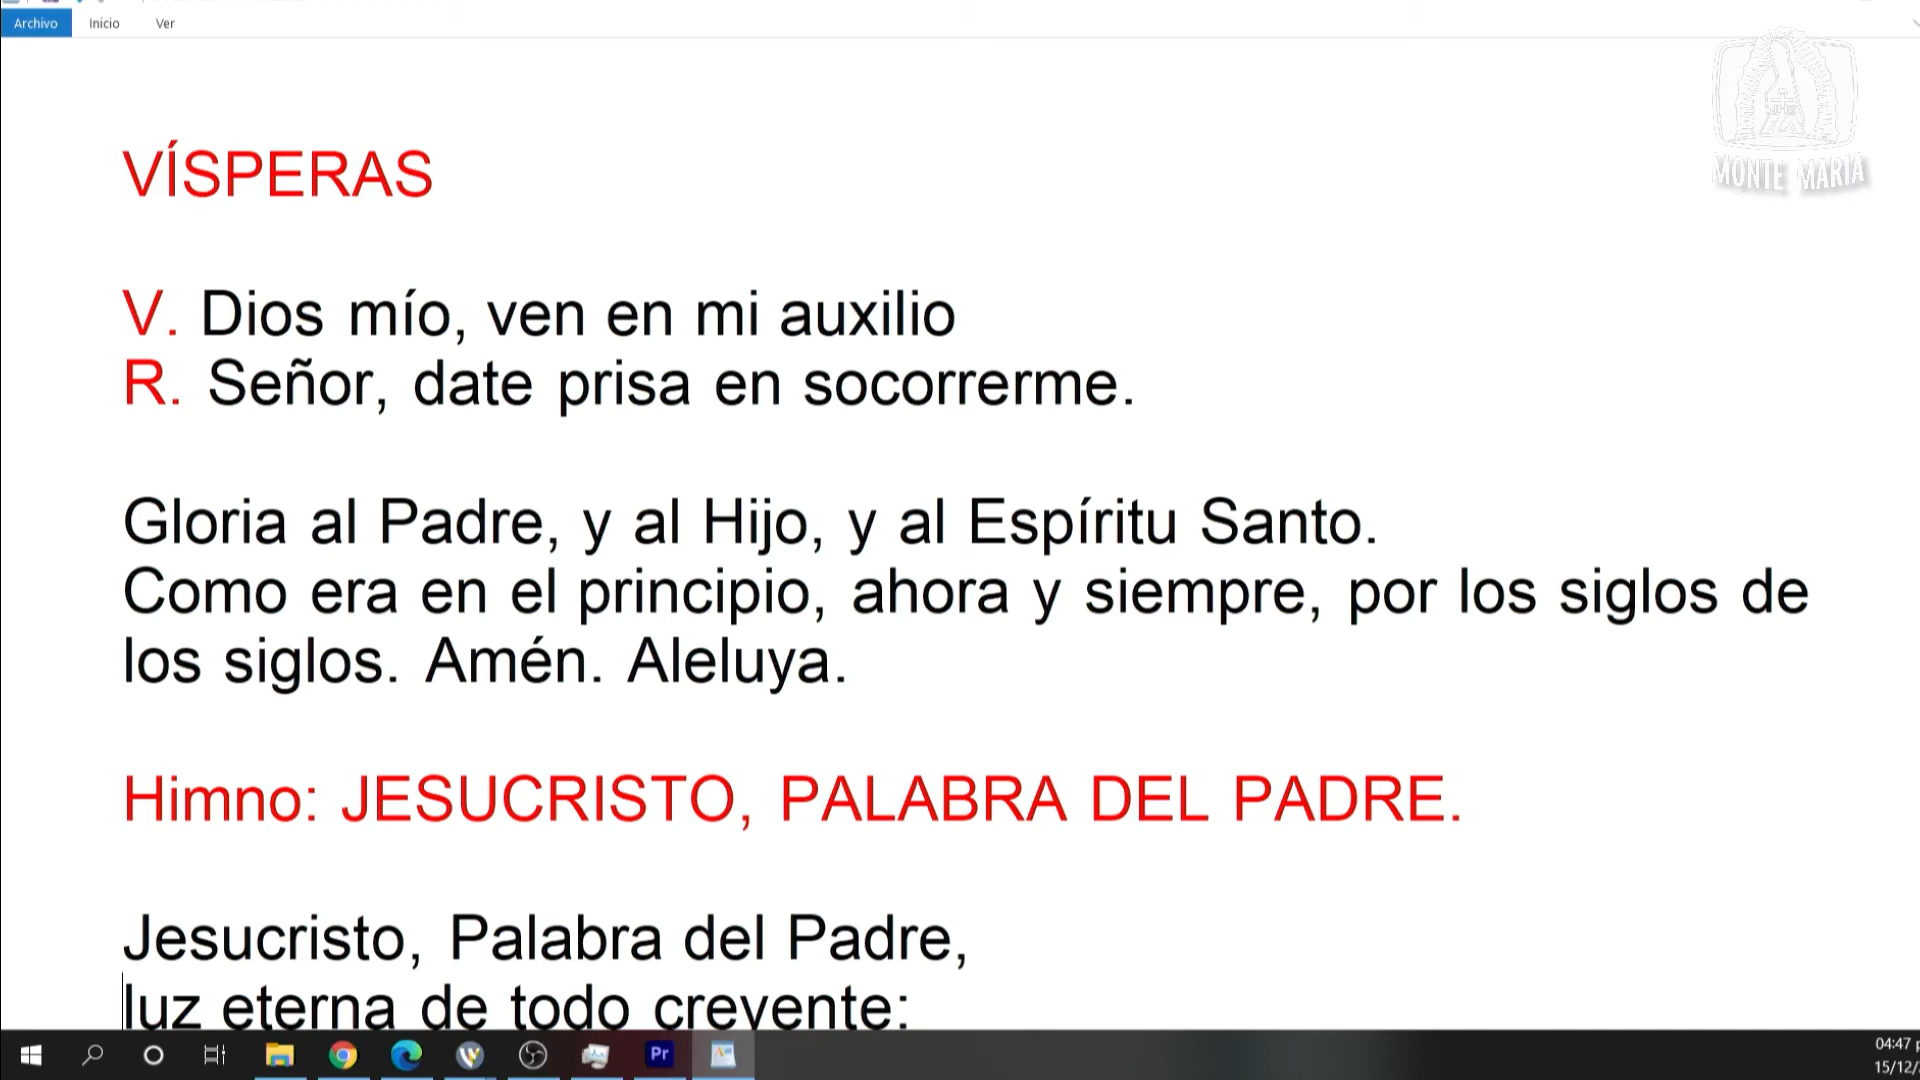 Archivo Inicio Ver
MONTE MARIA
VÍSPERAS
V. Dios mío, ven en mi auxilio
R. Señor, date prisa en socorrerme.
Gloria al Padre, y al Hijo, y al Espíritu Santo.
Como era en el principio, ahora y siempre, por los siglos de
los siglos. Amén. Aleluya.
Himno: JESUCRISTO, PALABRA DEL PADRE.
Jesucristo, Palabra del Padre,
luz eterna de todo creyente:
Pr
04:47 p
15/12/